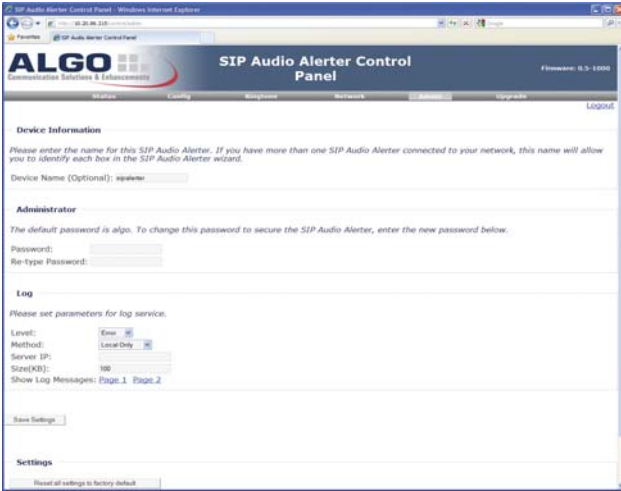 SIP Audio Alerter Control Panel - Windows Internet Explorer
Google
Favorites SIP Audio Alerter Control Panel
ALGO
Communication Solutions & Enhancements
SIP Audio Alerter Control
Panel
Firmware: 0.5-1000
Status Config Ringtone Network Admin Upgrade
Logout
Device Information
Please enter the name for this SIP Audio Alerter. If you have more than one SIP Audio Alerter connected to your network, this name will allow
you to identify each box in the SIP Audio Alerter wizard.
Device Name (Optional): sipalerter
Administrator
The default password is algo. To change this password to secure the SIP Audio Alerter, enter the new password below.
Password:
Re-type Password:
Log
Please set parameters for log service.
Level: Error
Method: Local Only
Server IP:
Size(KB): 100
Show Log Messages: Page 1 Page 2
Save Settings
Settings
Reset all settings to factory default